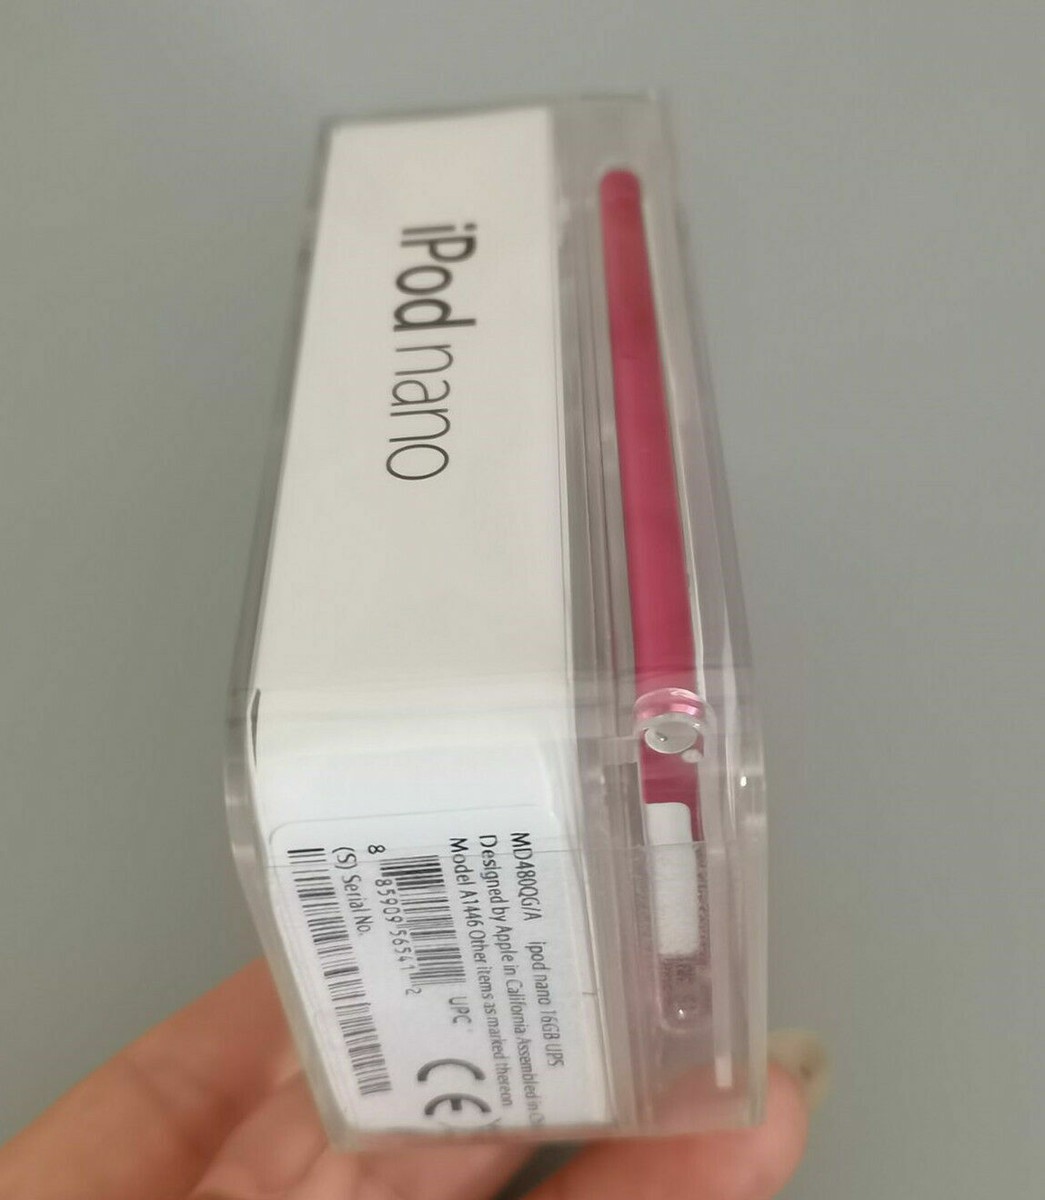 iPod nano
MD480QG/A ipod nano 16GB UPS
Designed by Apple in California Assembled in
Model A1446 Other items as marked thereon
UPC
8 85909 56541 2
(S) Serial No.
CE